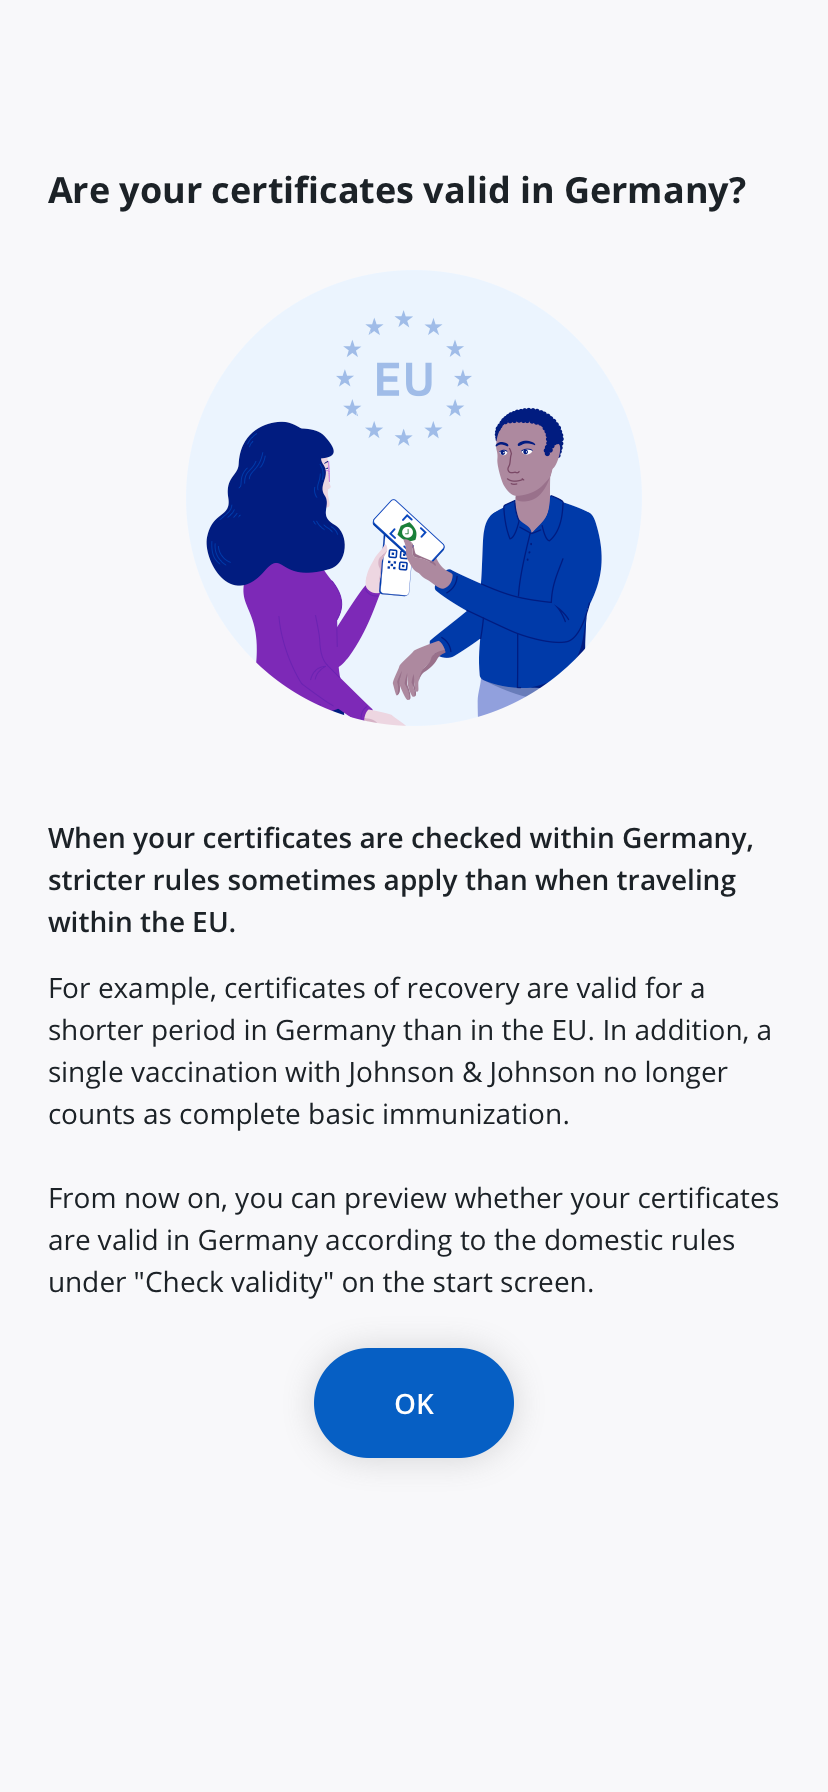 Are your certificates valid in Germany?
EU
When your certificates are checked within Germany,
stricter rules sometimes apply than when traveling
within the EU.
For example, certificates of recovery are valid for a
shorter period in Germany than in the EU. In addition, a
single vaccination with Johnson & Johnson no longer
counts as complete basic immunization.
From now on, you can preview whether your certificates
are valid in Germany according to the domestic rules
under "Check validity" on the start screen.
OK